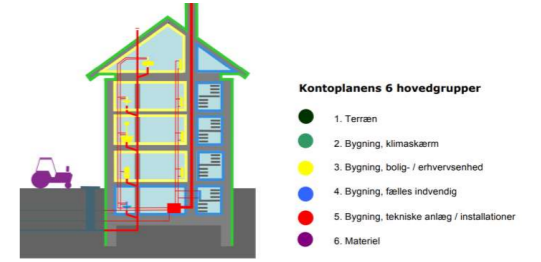 Kontoplanens 6 hovedgrupper
1. Terræn
2. Bygning, klimaskærm
3. Bygning, bolig- / erhvervsenhed
4. Bygning, fælles indvendig
5. Bygning, tekniske anlæg / installationer
6. Materiel